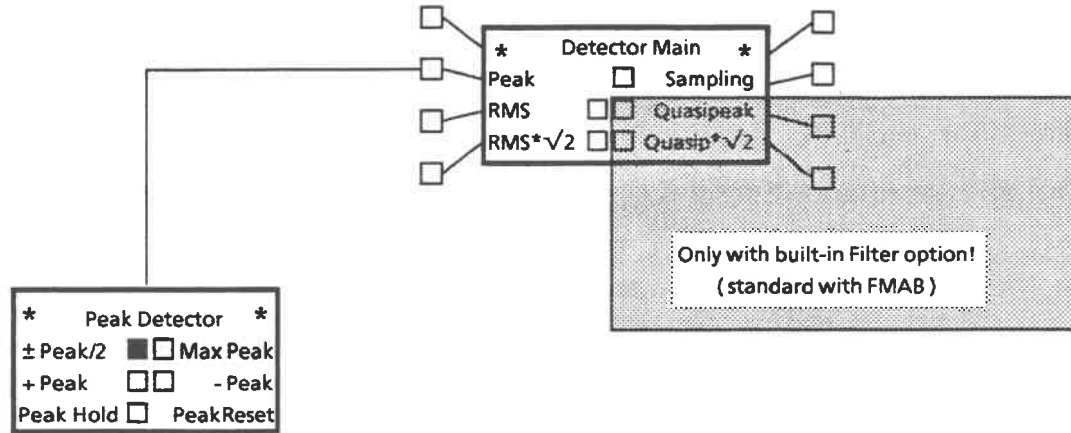 * Detector Main *
Peak □ Sampling
RMS □ □ Quasipeak
RMS*√2 □ □ Quasip*√2
Only with built-in Filter option!
( standard with FMAB )
* Peak Detector *
± Peak/2 ■ □ Max Peak
+ Peak □ □ - Peak
Peak Hold □ PeakReset